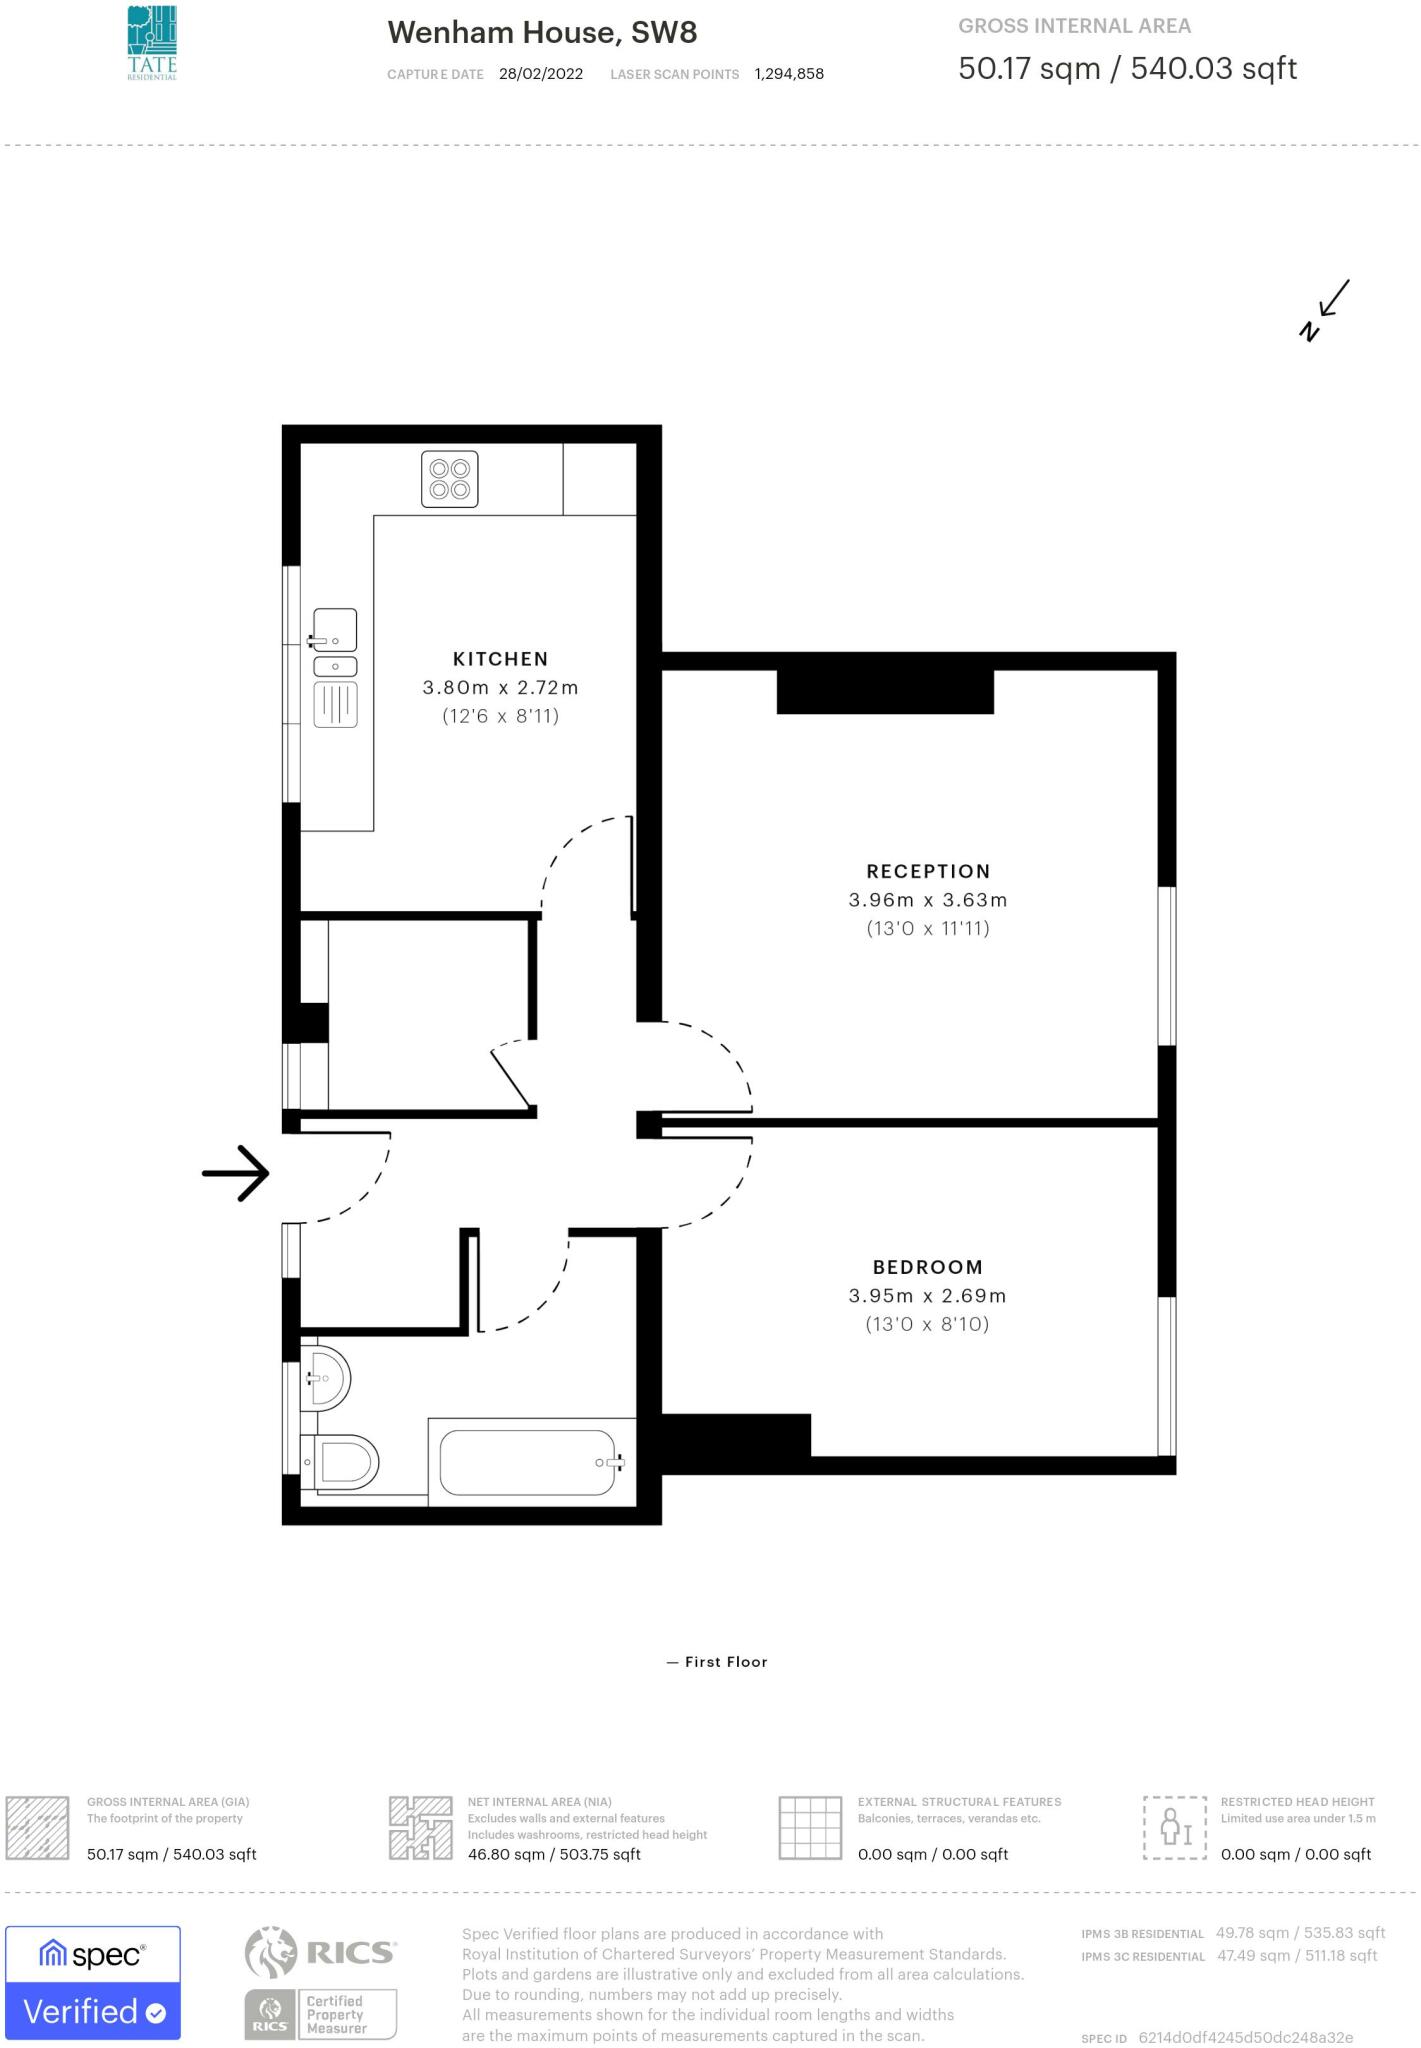 TATE
RESIDENTIAL
Wenham House, SW8
CAPTURE DATE 28/02/2022 LASER SCAN POINTS 1,294,858
GROSS INTERNAL AREA
50.17 sqm / 540.03 sqft
N
KITCHEN
3.80m x 2.72m
(12'6 x 8'11)
RECEPTION
3.96m x 3.63m
(13'0 x 11'11)
BEDROOM
3.95m x 2.69m
(13'0 x 8'10)
— First Floor
GROSS INTERNAL AREA (GIA)
The footprint of the property
50.17 sqm / 540.03 sqft
NET INTERNAL AREA (NIA)
Excludes walls and external features
Includes washrooms, restricted head height
46.80 sqm / 503.75 sqft
EXTERNAL STRUCTURAL FEATURES
Balconies, terraces, verandas etc.
0.00 sqm / 0.00 sqft
RESTRICTED HEAD HEIGHT
Limited use area under 1.5 m
0.00 sqm / 0.00 sqft
spec®
Verified
RICS®
RICS
Certified
Property
Measurer
Spec Verified floor plans are produced in accordance with
Royal Institution of Chartered Surveyors' Property Measurement Standards.
Plots and gardens are illustrative only and excluded from all area calculations.
Due to rounding, numbers may not add up precisely.
All measurements shown for the individual room lengths and widths
are the maximum points of measurements captured in the scan.
IPMS 3B RESIDENTIAL 49.78 sqm / 535.83 sqft
IPMS 3C RESIDENTIAL 47.49 sqm / 511.18 sqft
SPEC ID 6214d0df4245d50dc248a32e